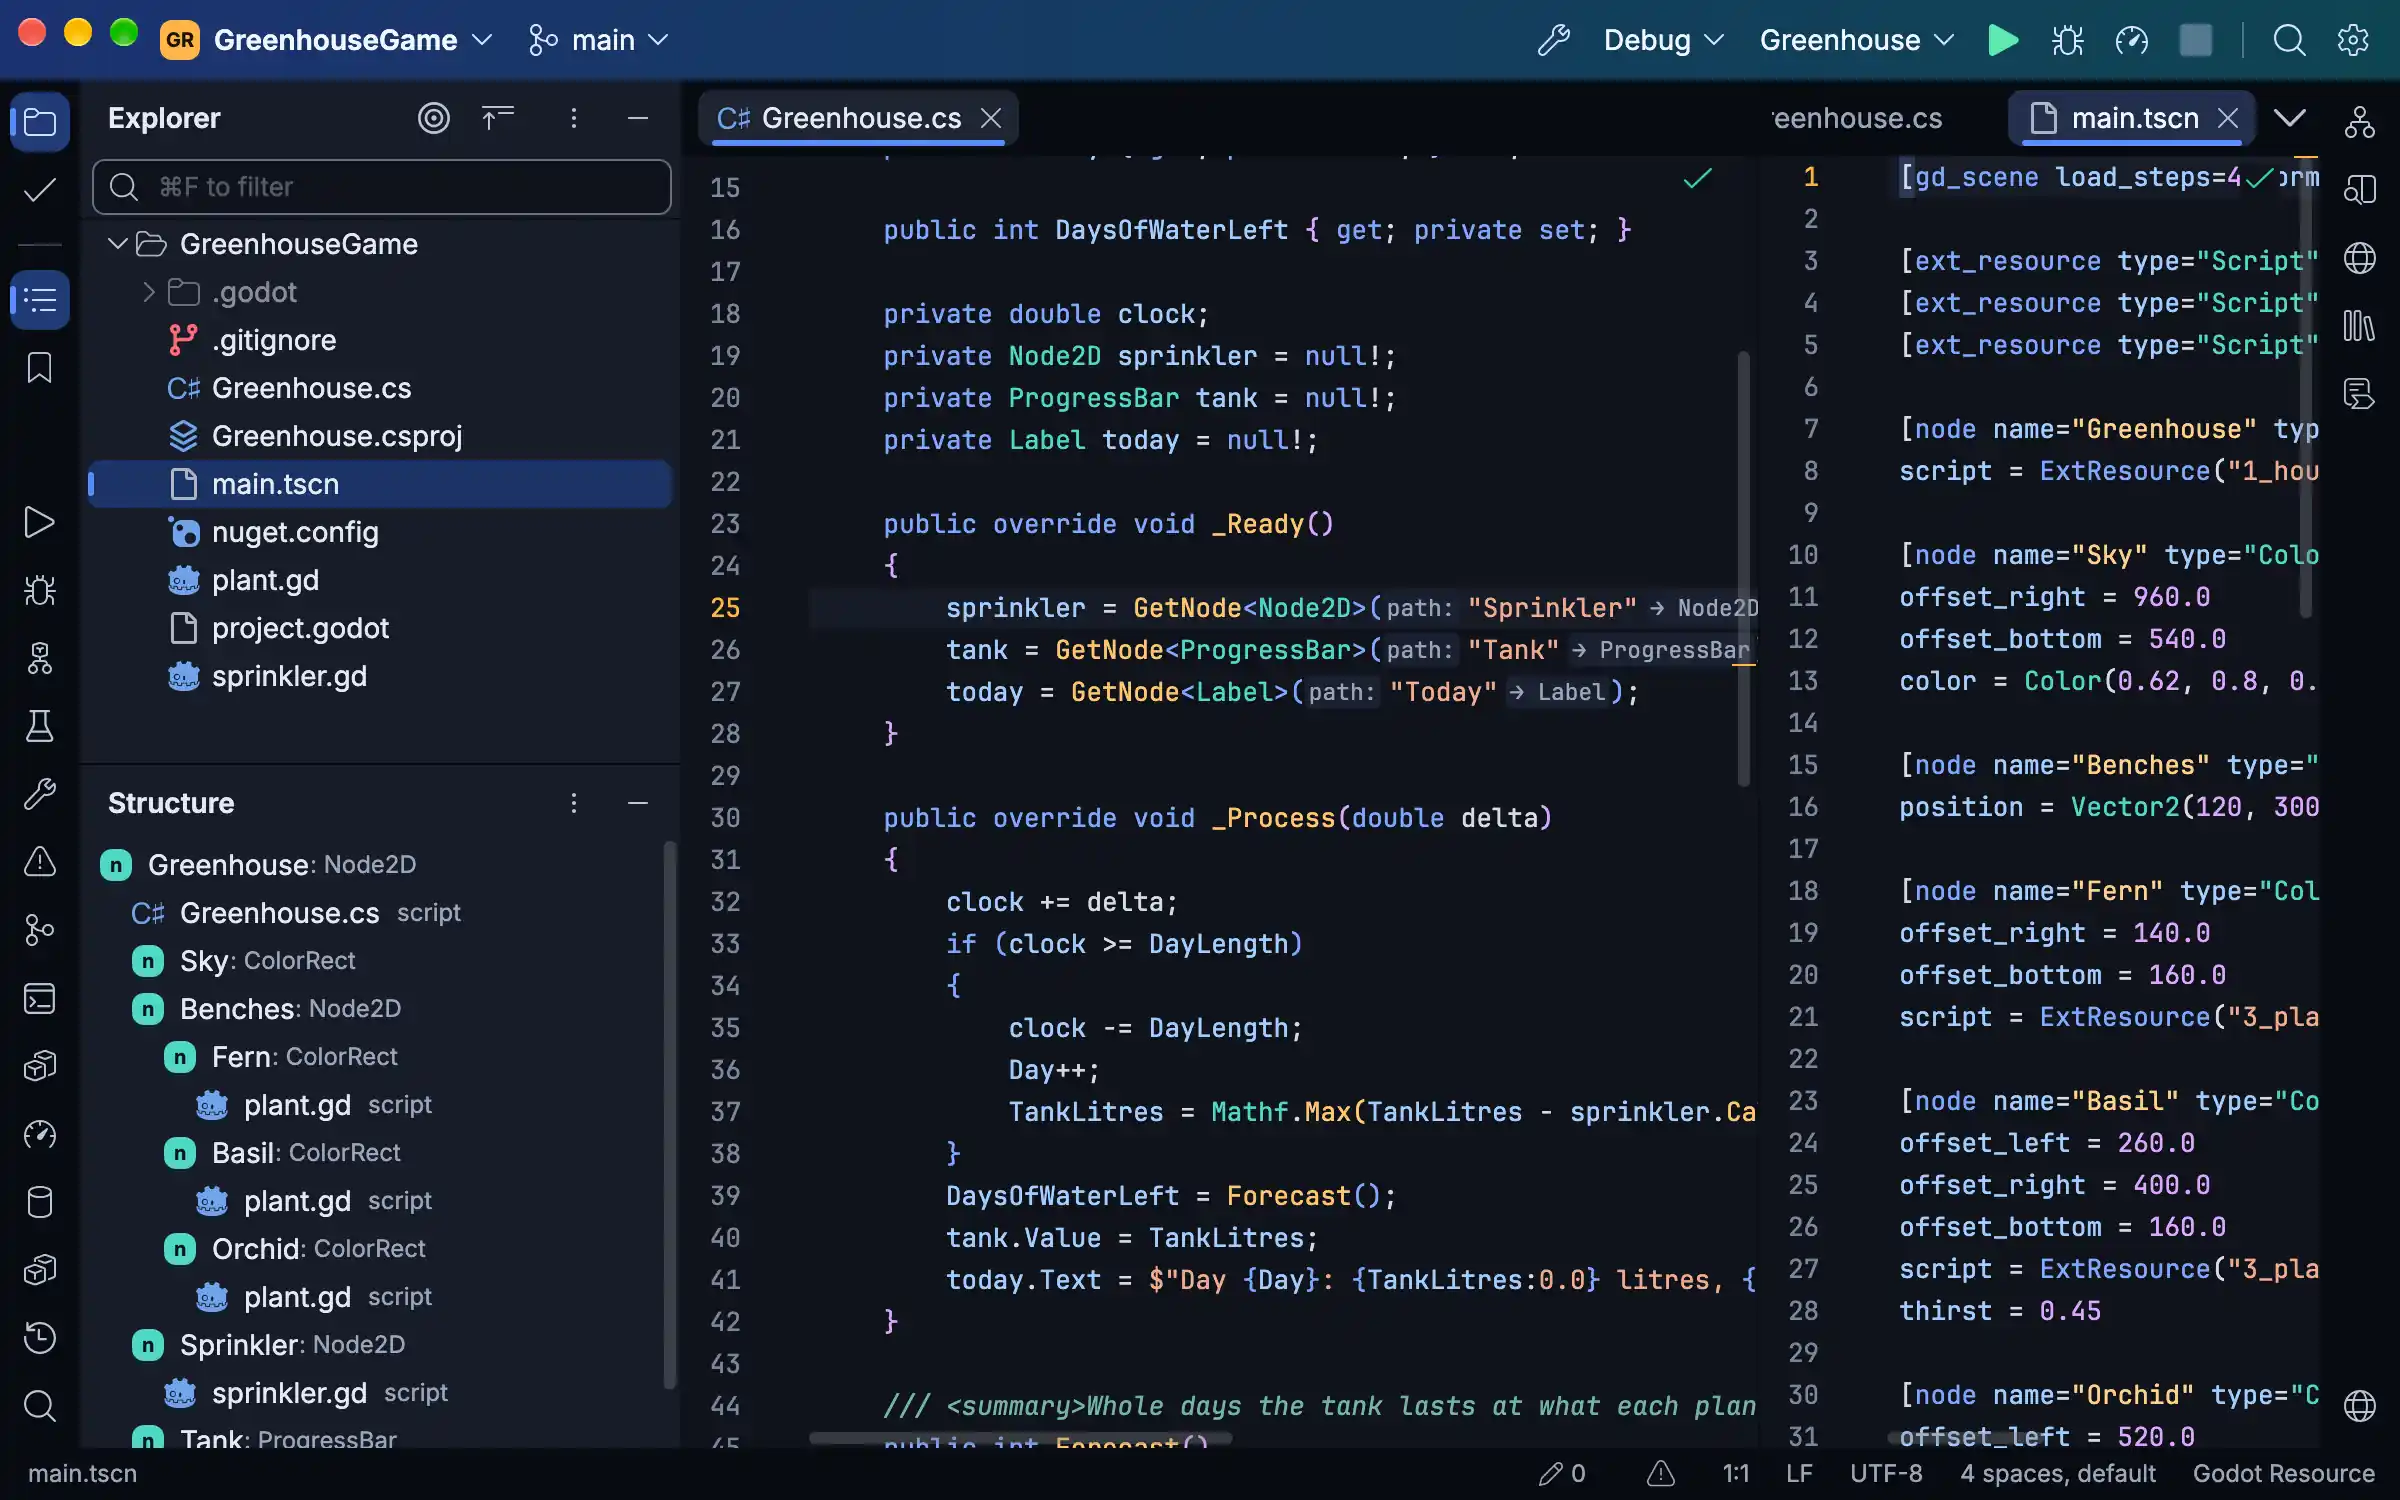 GR GreenhouseGame main Debug Greenhouse
Explorer
⌘F to filter
GreenhouseGame
.godot
.gitignore
C# Greenhouse.cs
Greenhouse.csproj
main.tscn
nuget.config
plant.gd
project.godot
sprinkler.gd
Structure
n Greenhouse: Node2D
C# Greenhouse.cs script
n Sky: ColorRect
n Benches: Node2D
n Fern: ColorRect
plant.gd script
n Basil: ColorRect
plant.gd script
n Orchid: ColorRect
plant.gd script
n Sprinkler: Node2D
sprinkler.gd script
n Tank: ProgressBar
C# Greenhouse.cs
15
16 public int DaysOfWaterLeft { get; private set; }
17
18 private double clock;
19 private Node2D sprinkler = null!;
20 private ProgressBar tank = null!;
21 private Label today = null!;
22
23 public override void _Ready()
24 {
25 sprinkler = GetNode<Node2D>(path: "Sprinkler" → Node2D
26 tank = GetNode<ProgressBar>(path: "Tank" → ProgressBar
27 today = GetNode<Label>(path: "Today" → Label);
28 }
29
30 public override void _Process(double delta)
31 {
32 clock += delta;
33 if (clock >= DayLength)
34 {
35 clock -= DayLength;
36 Day++;
37 TankLitres = Mathf.Max(TankLitres - sprinkler.Ca
38 }
39 DaysOfWaterLeft = Forecast();
40 tank.Value = TankLitres;
41 today.Text = $"Day {Day}: {TankLitres:0.0} litres, {
42 }
43
44 /// <summary>Whole days the tank lasts at what each plan
45 public int Forecast()
eenhouse.cs main.tscn
1 [gd_scene load_steps=4 orm
2
3 [ext_resource type="Script"
4 [ext_resource type="Script"
5 [ext_resource type="Script"
6
7 [node name="Greenhouse" typ
8 script = ExtResource("1_hou
9
10 [node name="Sky" type="Colo
11 offset_right = 960.0
12 offset_bottom = 540.0
13 color = Color(0.62, 0.8, 0.
14
15 [node name="Benches" type="
16 position = Vector2(120, 300
17
18 [node name="Fern" type="Col
19 offset_right = 140.0
20 offset_bottom = 160.0
21 script = ExtResource("3_pla
22
23 [node name="Basil" type="Co
24 offset_left = 260.0
25 offset_right = 400.0
26 offset_bottom = 160.0
27 script = ExtResource("3_pla
28 thirst = 0.45
29
30 [node name="Orchid" type="C
31 offset_left = 520.0
main.tscn 0 1:1 LF UTF-8 4 spaces, default Godot Resource